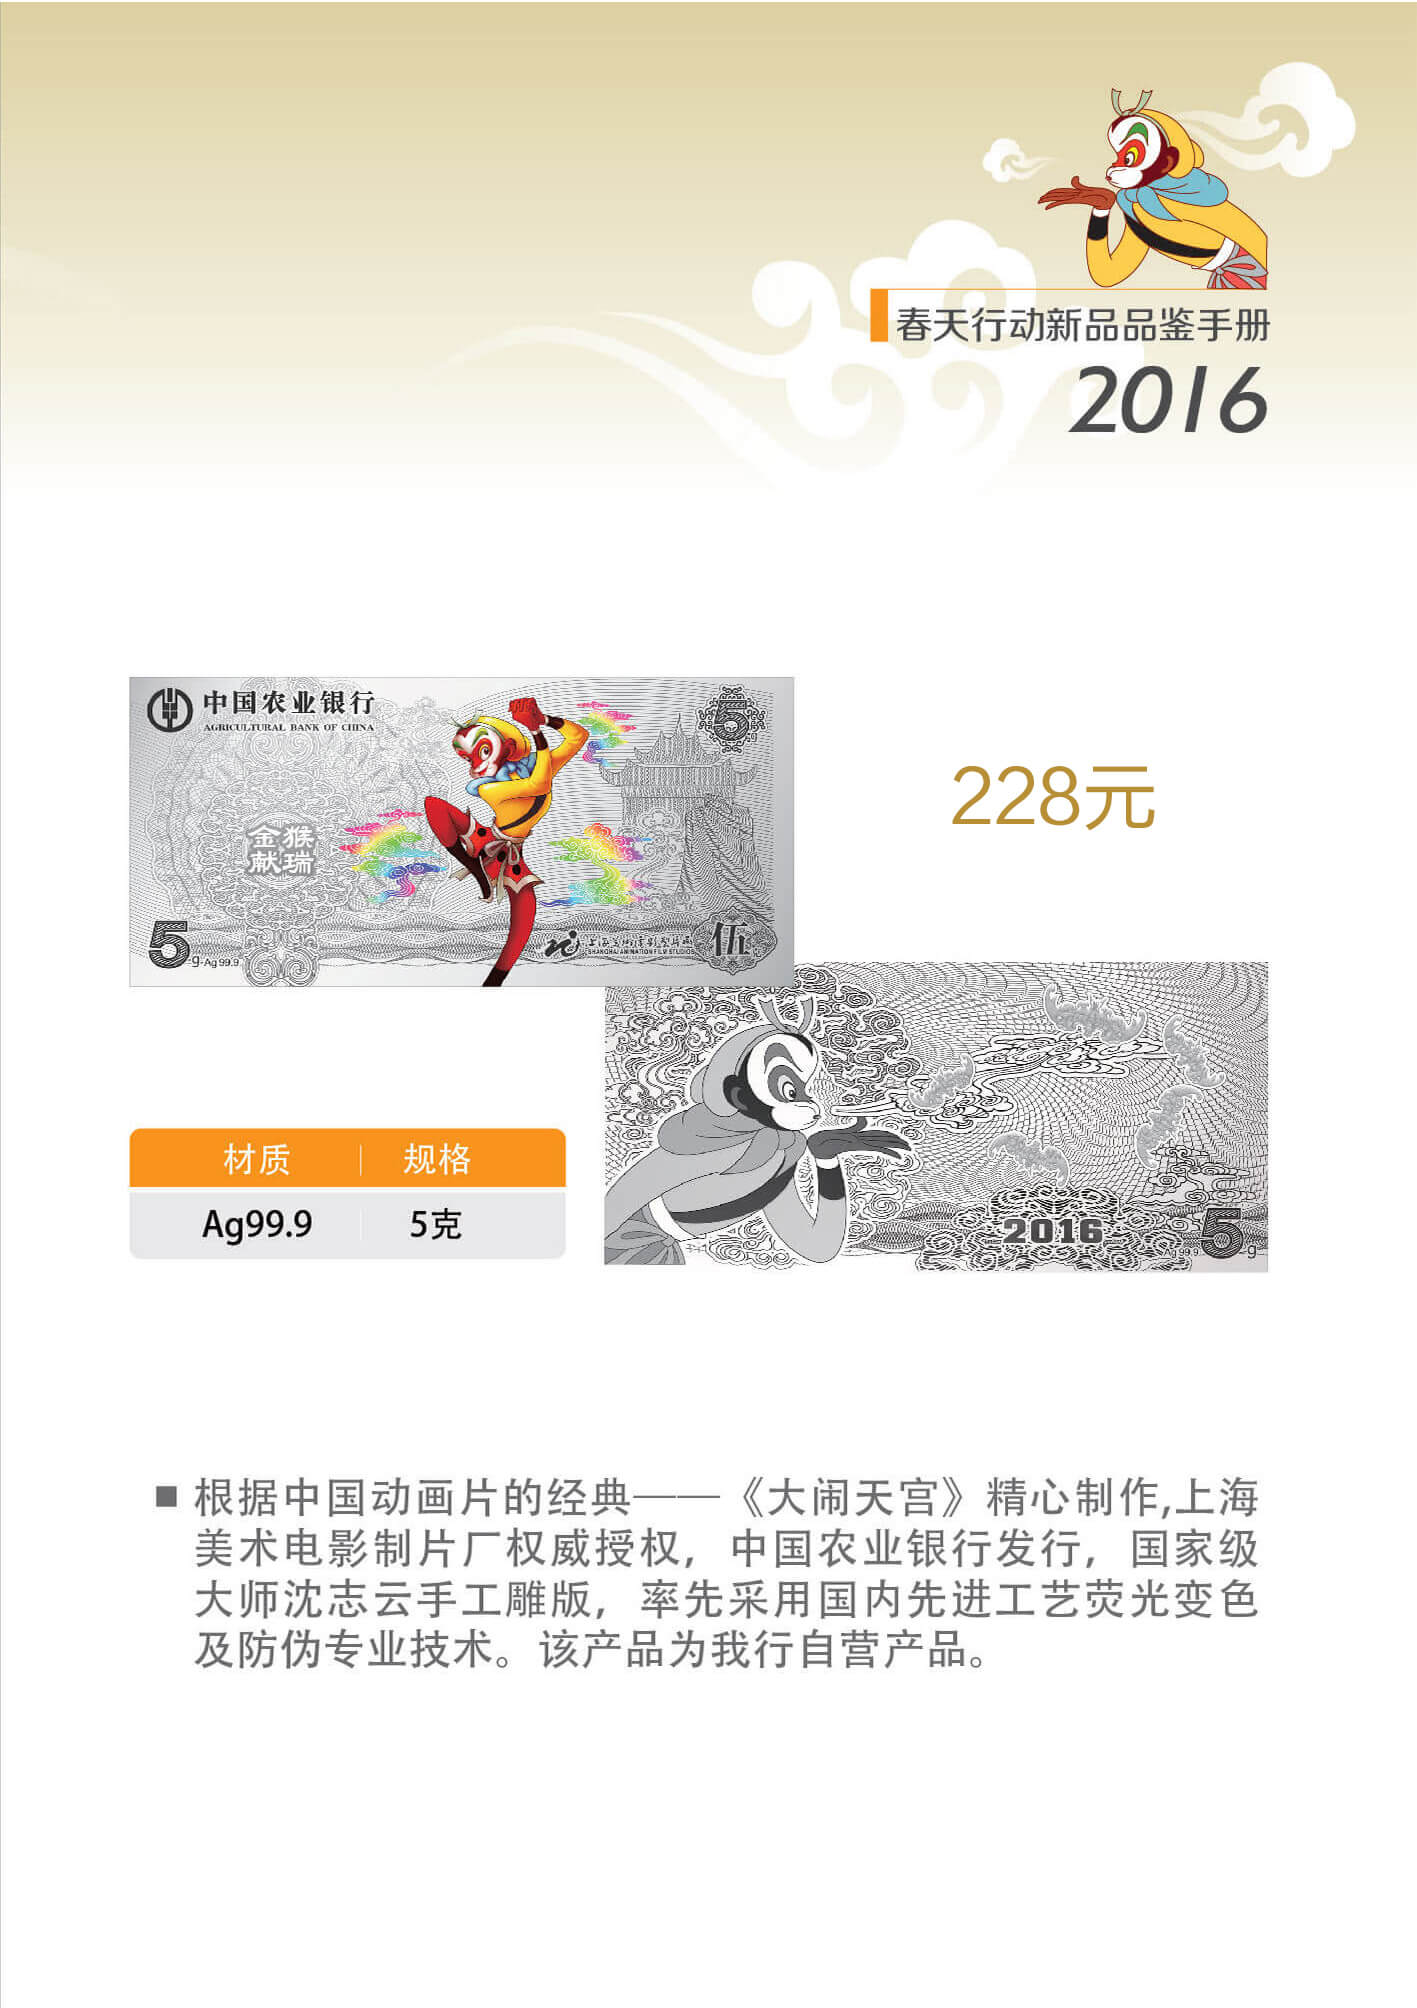 春天行动新品品鉴手册
2016
中国农业银行
AGRICULTURAL BANK OF CHINA
5
g
金猴
献瑞
5-g-Ag99.9
上海美术电影制片厂
SHANGHAI ANIMATION FILM STUDIOS
伍
228元
2016
Ag99.9
5-g-
材质 规格
Ag99.9 5克
■ 根据中国动画片的经典——《大闹天宫》精心制作,上海
美术电影制片厂权威授权，中国农业银行发行，国家级
大师沈志云手工雕版，率先采用国内先进工艺荧光变色
及防伪专业技术。该产品为我行自营产品。